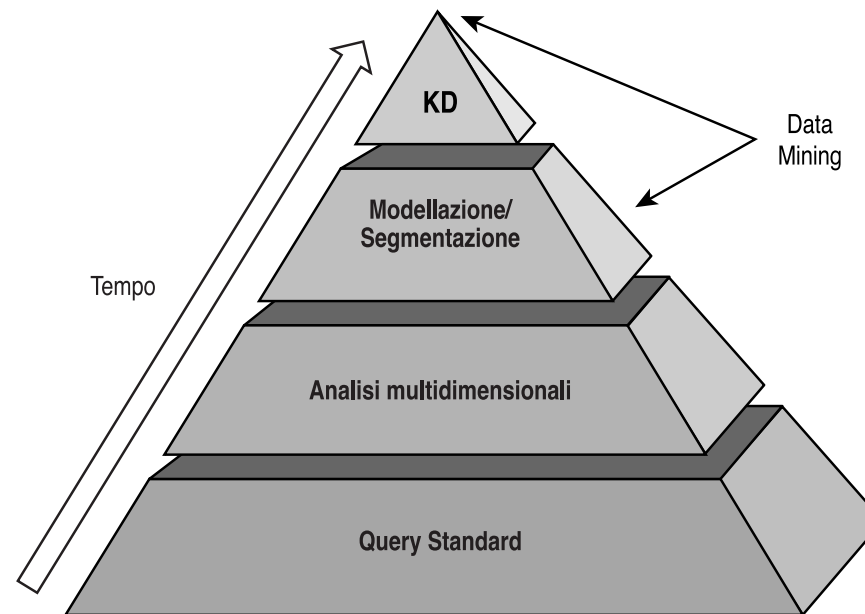 KD
Data
Mining
Modellazione/
Segmentazione
Tempo
Analisi multidimensionali
Query Standard